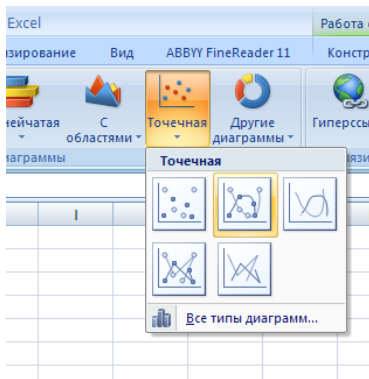 Excel
Работа
изирование Вид ABBYY FineReader 11 Констр
нейчатая С областями Точечная Другие диаграммы Гиперссы
аграммы
Точечная
I
Все типы диаграмм...